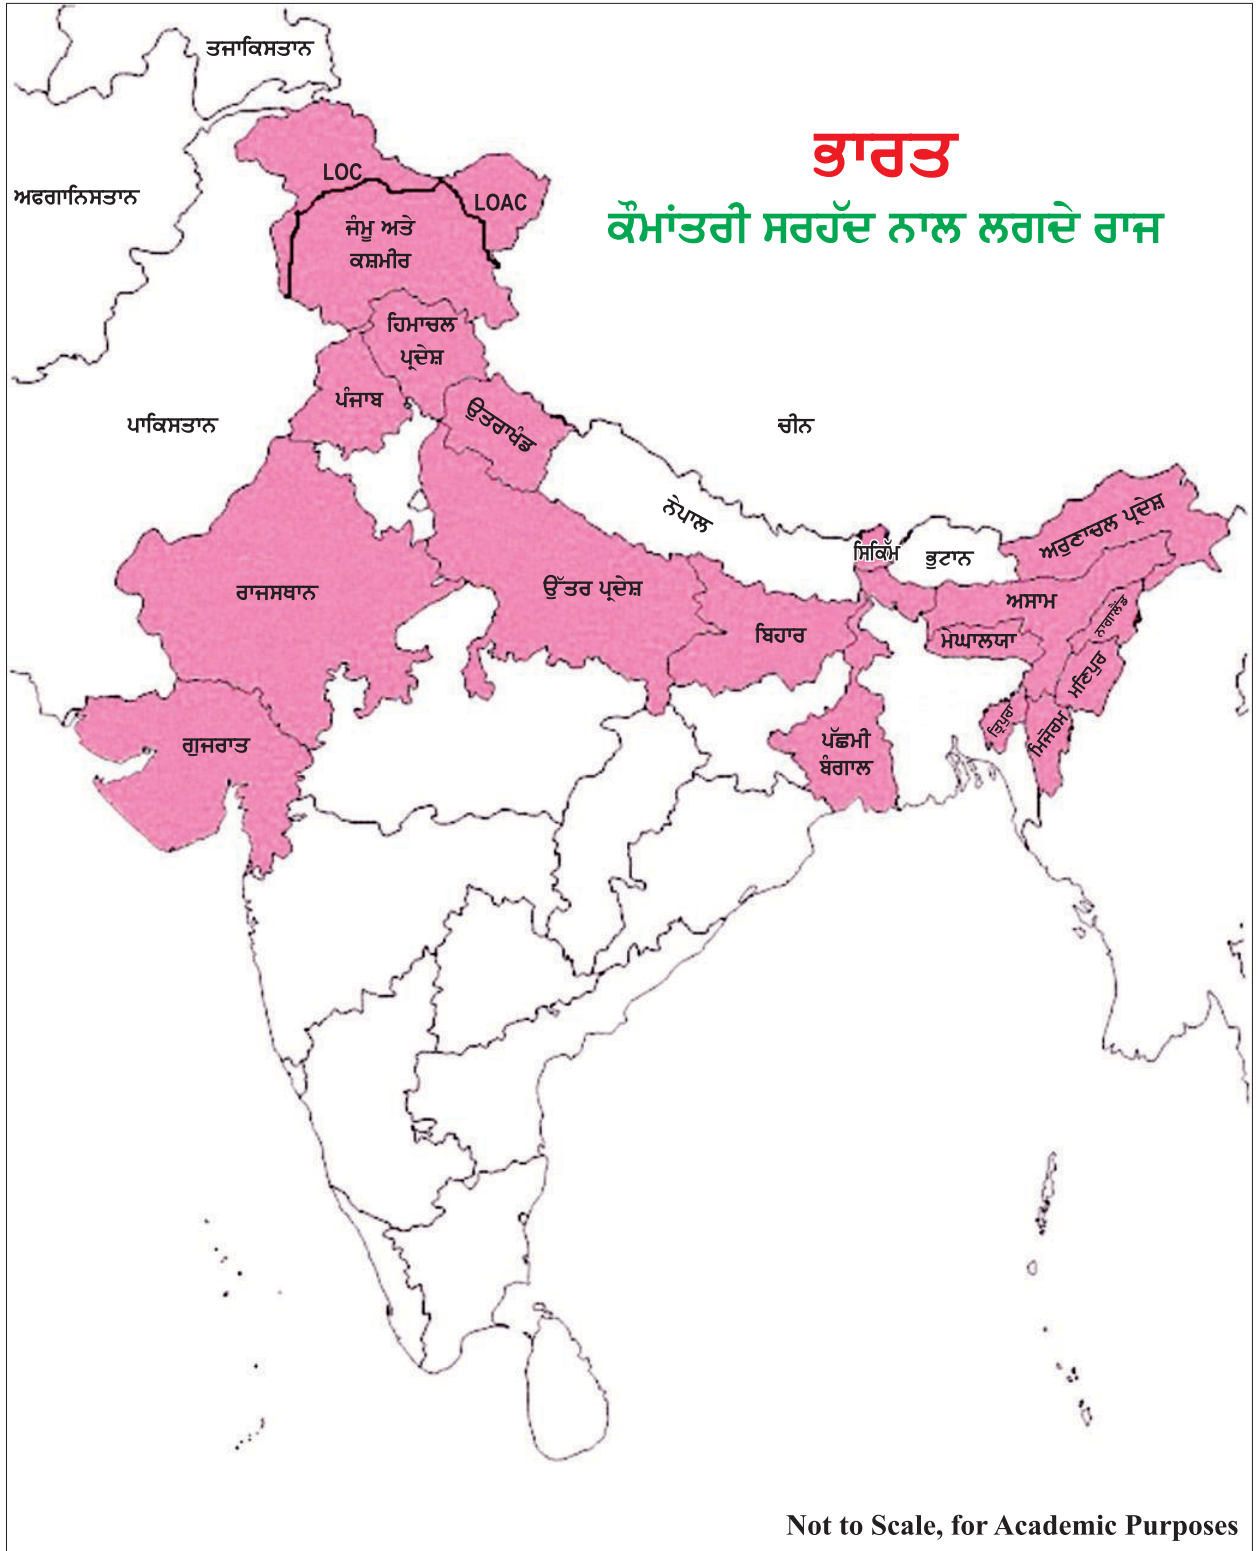 ਤਜਾਕਿਸਤਾਨ
ਭਾਰਤ
ਕੌਮਾਂਤਰੀ ਸਰਹੱਦ ਨਾਲ ਲਗਦੇ ਰਾਜ
ਅਫਗਾਨਿਸਤਾਨ
LOC
LOAC
ਜੰਮੂ ਅਤੇ
ਕਸ਼ਮੀਰ
ਹਿਮਾਚਲ
ਪ੍ਰਦੇਸ਼
ਪੰਜਾਬ
ਉਤਰਾਖੰਡ
ਪਾਕਿਸਤਾਨ
ਚੀਨ
ਨੇਪਾਲ
ਸਿਕਿੱਮ
ਭੁਟਾਨ
ਅਰੁਣਾਚਲ ਪ੍ਰਦੇਸ਼
ਰਾਜਸਥਾਨ
ਉੱਤਰ ਪ੍ਰਦੇਸ਼
ਬਿਹਾਰ
ਅਸਾਮ
ਨਾਗਾਲੈਂਡ
ਮੇਘਾਲਯਾ
ਮਣਿਪੁਰ
ਤ੍ਰਿਪੁਰਾ
ਮਿਜ਼ੋਰਮ
ਗੁਜਰਾਤ
ਪੱਛਮੀ
ਬੰਗਾਲ
Not to Scale, for Academic Purposes